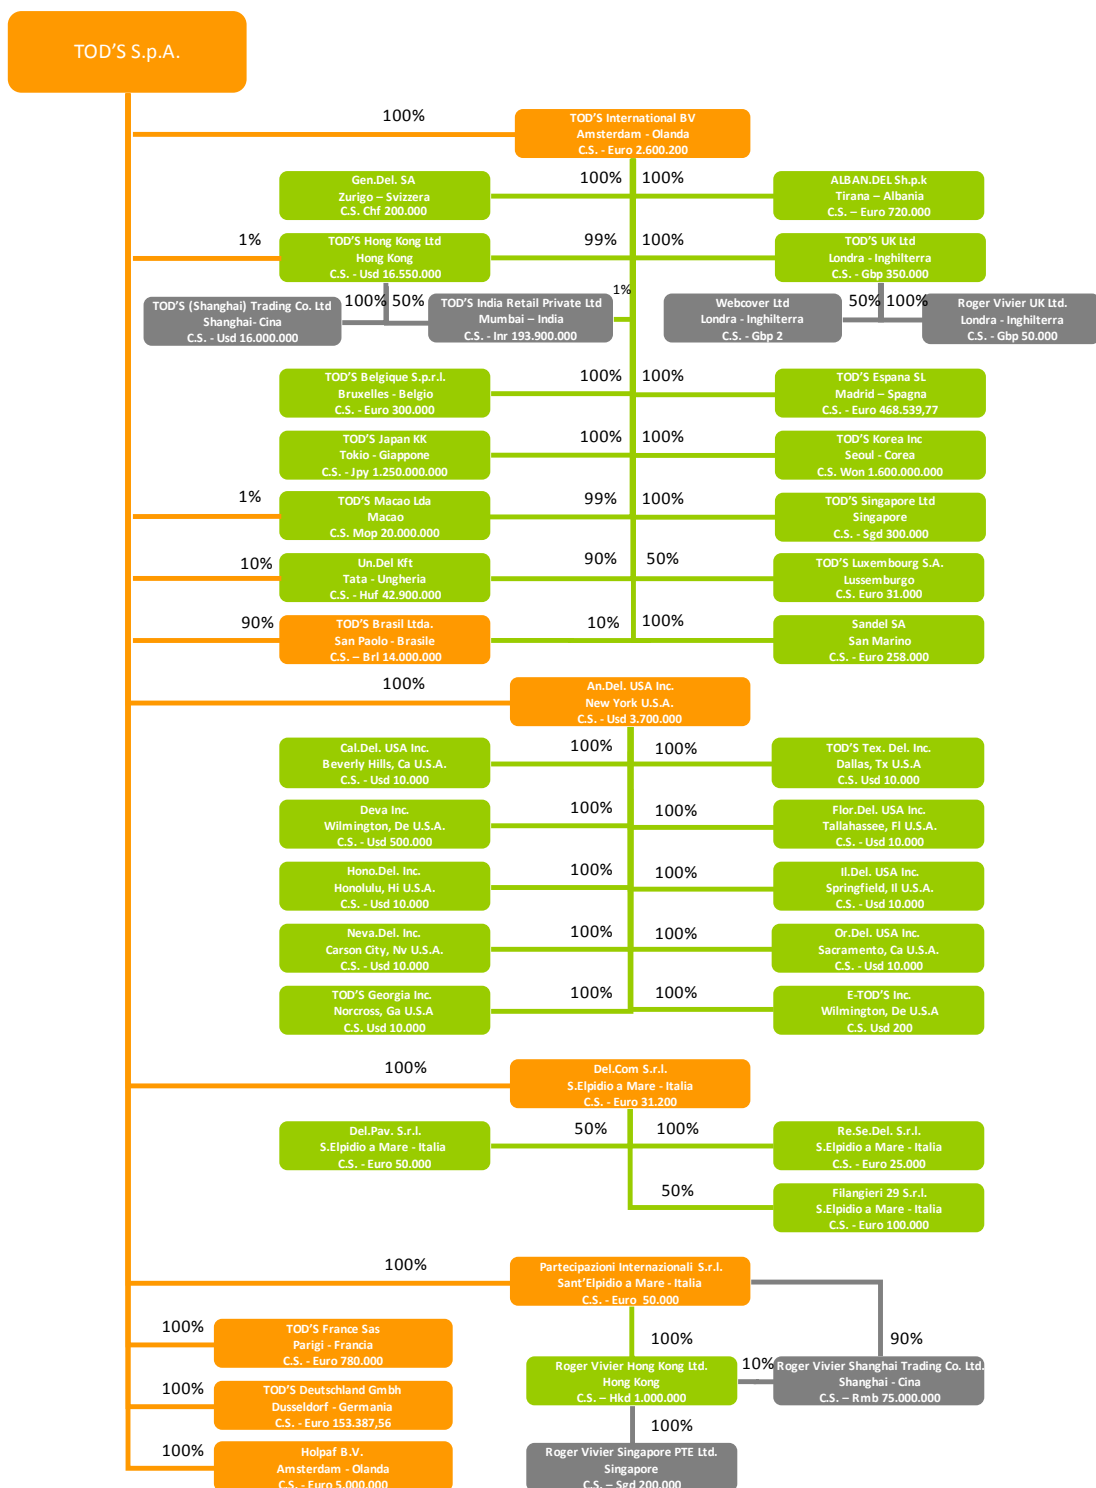 TOD'S S.p.A.
100%
TOD'S International BV
Amsterdam - Olanda
C.S. - Euro 2.600.200
Gen.Del. SA
Zurigo – Svizzera
C.S. Chf 200.000
100%
100%
ALBAN.DEL Sh.p.k
Tirana – Albania
C.S. – Euro 720.000
1%
TOD'S Hong Kong Ltd
Hong Kong
C.S. - Usd 16.550.000
99%
100%
TOD'S UK Ltd
Londra - Inghilterra
C.S. - Gbp 350.000
TOD'S (Shanghai) Trading Co. Ltd
Shanghai- Cina
C.S. - Usd 16.000.000
100%
50%
TOD'S India Retail Private Ltd
Mumbai – India
C.S. - Inr 193.900.000
1%
Webcover Ltd
Londra - Inghilterra
C.S. - Gbp 2
50%
100%
Roger Vivier UK Ltd.
Londra - Inghilterra
C.S. - Gbp 50.000
TOD'S Belgique S.p.r.l.
Bruxelles - Belgio
C.S. - Euro 300.000
100%
100%
TOD'S Espana SL
Madrid – Spagna
C.S. - Euro 468.539,77
TOD'S Japan KK
Tokio - Giappone
C.S. - Jpy 1.250.000.000
100%
100%
TOD'S Korea Inc
Seoul - Corea
C.S. Won 1.600.000.000
1%
TOD'S Macao Lda
Macao
C.S. Mop 20.000.000
99%
100%
TOD'S Singapore Ltd
Singapore
C.S. - Sgd 300.000
10%
Un.Del Kft
Tata - Ungheria
C.S. - Huf 42.900.000
90%
50%
TOD'S Luxembourg S.A.
Lussemburgo
C.S. Euro 31.000
90%
TOD'S Brasil Ltda.
San Paolo - Brasile
C.S. – Brl 14.000.000
10%
100%
Sandel SA
San Marino
C.S. - Euro 258.000
100%
An.Del. USA Inc.
New York U.S.A.
C.S. - Usd 3.700.000
Cal.Del. USA Inc.
Beverly Hills, Ca U.S.A.
C.S. - Usd 10.000
100%
100%
TOD'S Tex. Del. Inc.
Dallas, Tx U.S.A
C.S. Usd 10.000
Deva Inc.
Wilmington, De U.S.A.
C.S. - Usd 500.000
100%
100%
Flor.Del. USA Inc.
Tallahassee, Fl U.S.A.
C.S. - Usd 10.000
Hono.Del. Inc.
Honolulu, Hi U.S.A.
C.S. - Usd 10.000
100%
100%
Il.Del. USA Inc.
Springfield, Il U.S.A.
C.S. - Usd 10.000
Neva.Del. Inc.
Carson City, Nv U.S.A.
C.S. - Usd 10.000
100%
100%
Or.Del. USA Inc.
Sacramento, Ca U.S.A.
C.S. - Usd 10.000
TOD'S Georgia Inc.
Norcross, Ga U.S.A
C.S. Usd 10.000
100%
100%
E-TOD'S Inc.
Wilmington, De U.S.A
C.S. Usd 200
100%
Del.Com S.r.l.
S.Elpidio a Mare - Italia
C.S. - Euro 31.200
Del.Pav. S.r.l.
S.Elpidio a Mare - Italia
C.S. - Euro 50.000
50%
100%
Re.Se.Del. S.r.l.
S.Elpidio a Mare - Italia
C.S. - Euro 25.000
50%
Filangieri 29 S.r.l.
S.Elpidio a Mare - Italia
C.S. - Euro 100.000
100%
Partecipazioni Internazionali S.r.l.
Sant'Elpidio a Mare - Italia
C.S. - Euro 50.000
100%
TOD'S France Sas
Parigi - Francia
C.S. - Euro 780.000
100%
90%
Roger Vivier Hong Kong Ltd.
Hong Kong
C.S. – Hkd 1.000.000
10%
Roger Vivier Shanghai Trading Co. Ltd.
Shanghai - Cina
C.S. – Rmb 75.000.000
100%
TOD'S Deutschland Gmbh
Dusseldorf - Germania
C.S. - Euro 153.387,56
100%
100%
Holpaf B.V.
Amsterdam - Olanda
C.S. - Euro 5.000.000
Roger Vivier Singapore PTE Ltd.
Singapore
C.S. – Sgd 200.000